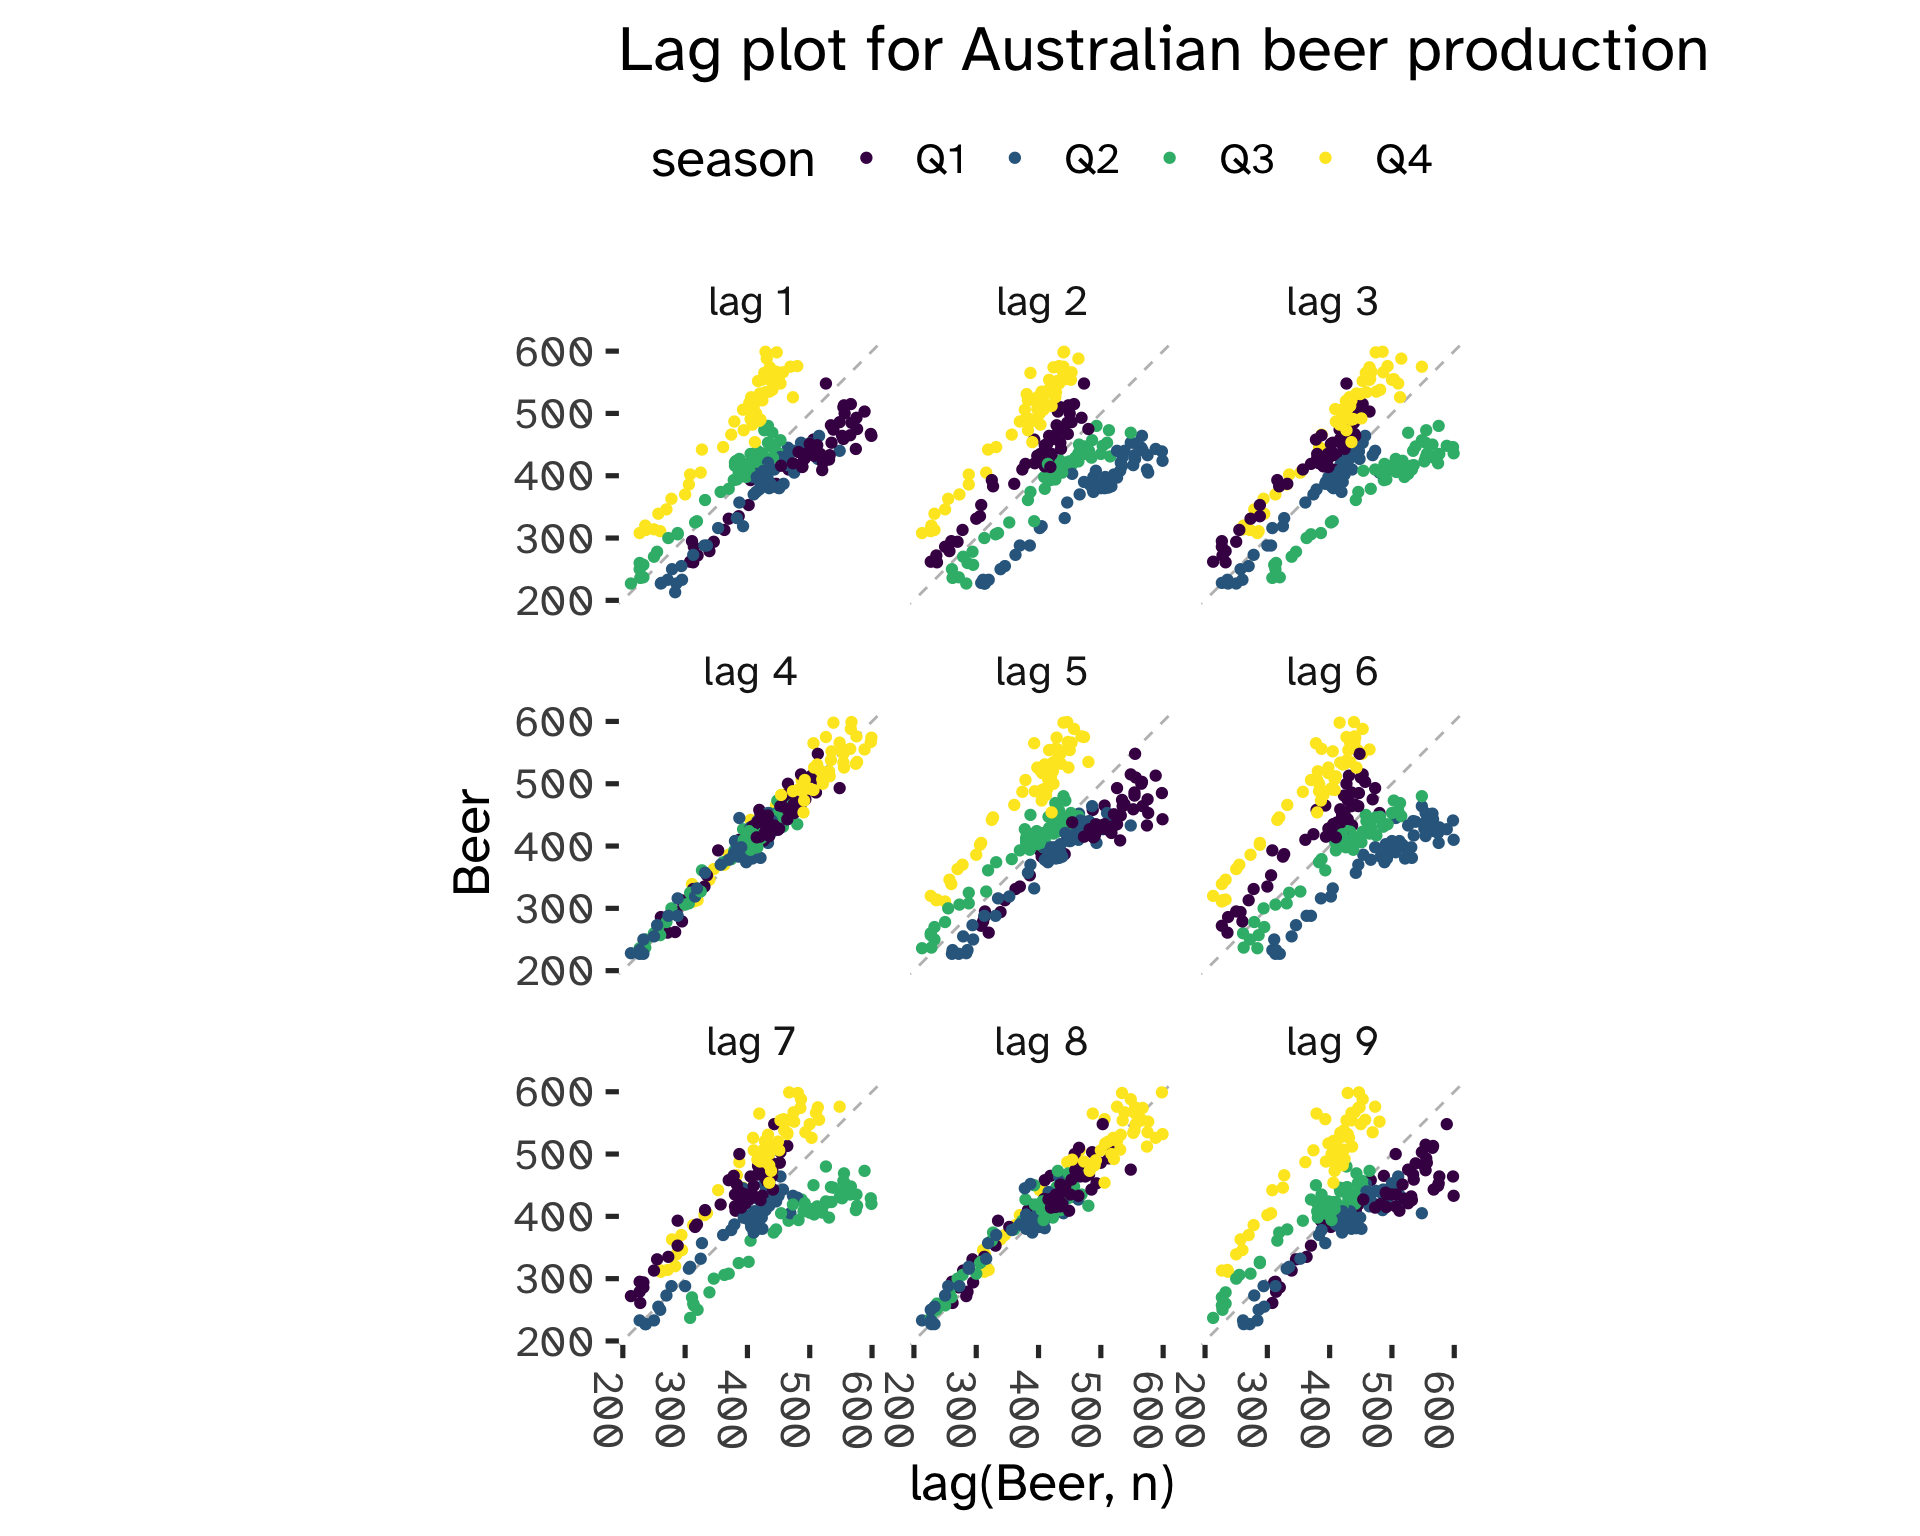 Lag plot for Australian beer production
season Q1 Q2 Q3 Q4
lag 1 lag 2 lag 3
600
500
400
300
200
lag 4 lag 5 lag 6
600
500
400
300
200
Beer
lag 7 lag 8 lag 9
600
500
400
300
200
200 300 400 500 600 200 300 400 500 600 200 300 400 500 600
lag(Beer, n)